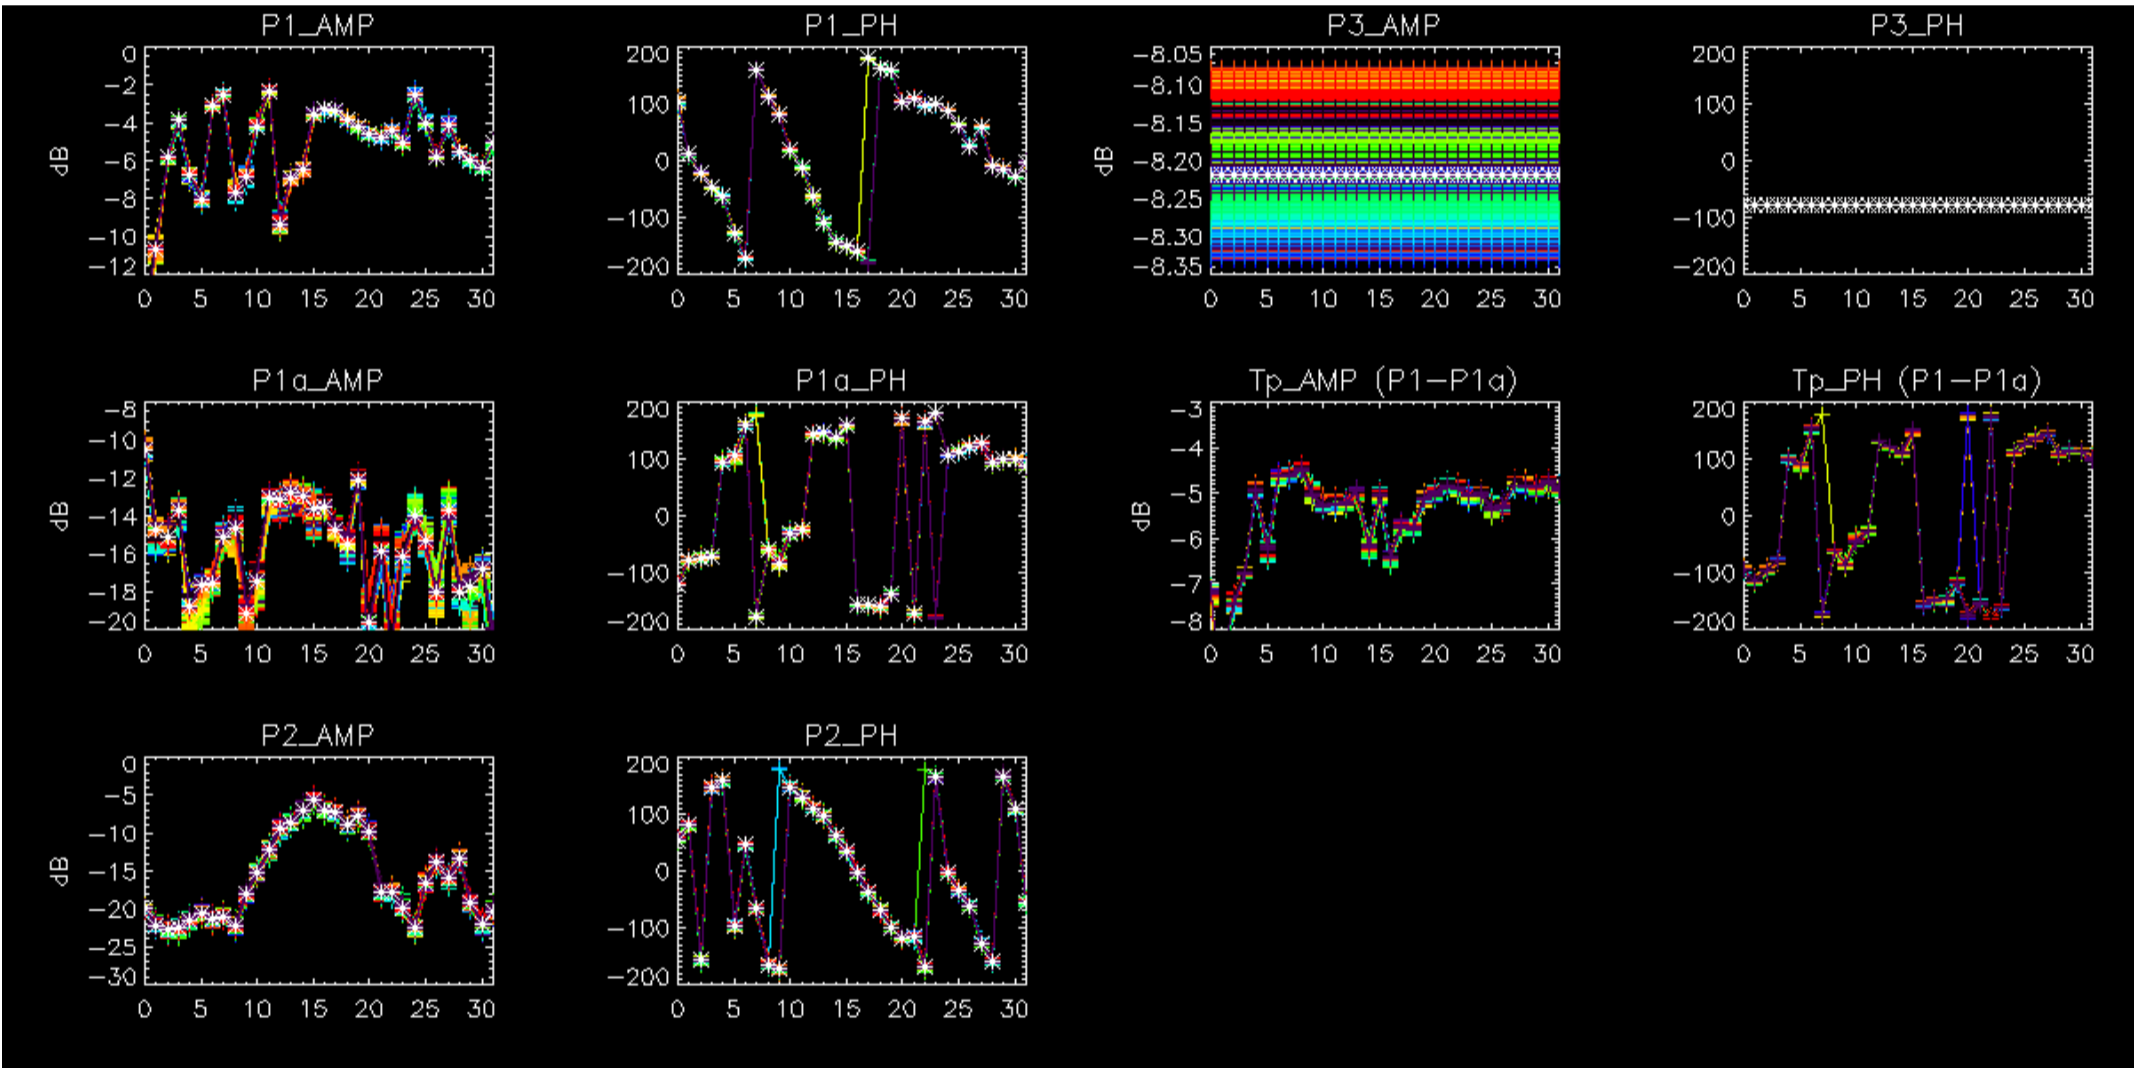 P1_AMP
dB
0
−2
−4
−6
−8
−10
−12
0 5 10 15 20 25 30
P1_PH
200
100
0
−100
−200
0 5 10 15 20 25 30
P3_AMP
dB
−8.05
−8.10
−8.15
−8.20
−8.25
−8.30
−8.35
0 5 10 15 20 25 30
P3_PH
200
100
0
−100
−200
0 5 10 15 20 25 30
P1a_AMP
dB
−8
−10
−12
−14
−16
−18
−20
0 5 10 15 20 25 30
P1a_PH
200
100
0
−100
−200
0 5 10 15 20 25 30
Tp_AMP (P1−P1a)
dB
−3
−4
−5
−6
−7
−8
0 5 10 15 20 25 30
Tp_PH (P1−P1a)
200
100
0
−100
−200
0 5 10 15 20 25 30
P2_AMP
dB
0
−5
−10
−15
−20
−25
−30
0 5 10 15 20 25 30
P2_PH
200
100
0
−100
−200
0 5 10 15 20 25 30